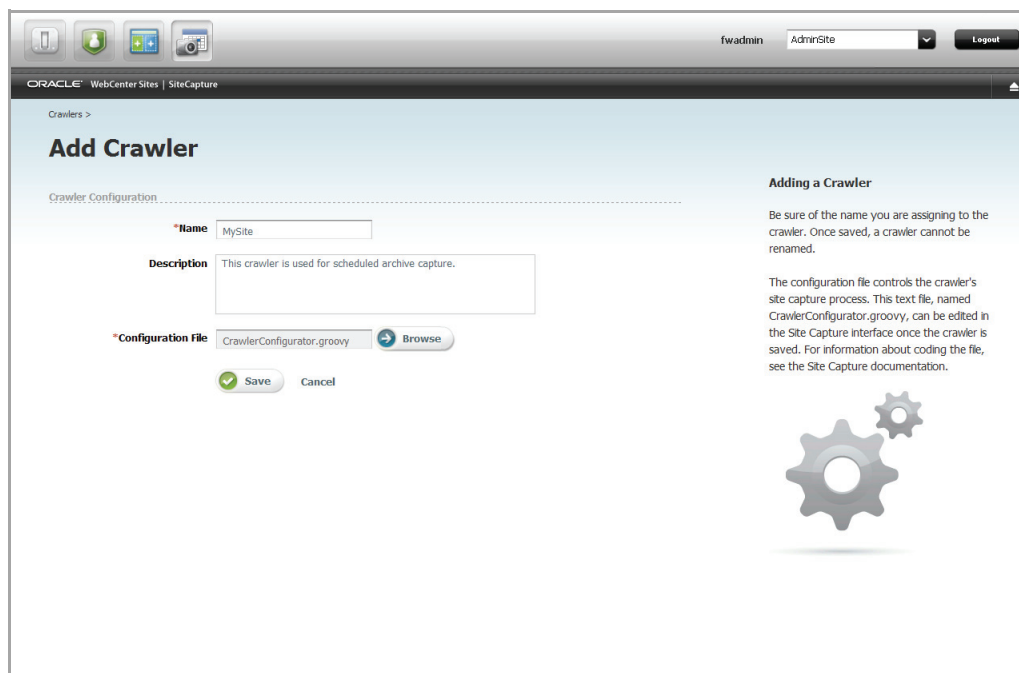 fwadmin
AdminSite
Logout
ORACLE® WebCenter Sites | SiteCapture
Crawlers >
Add Crawler
Crawler Configuration
*Name
MySite
Description
This crawler is used for scheduled archive capture.
*Configuration File
CrawlerConfigurator.groovy
Browse
Save
Cancel
Adding a Crawler
Be sure of the name you are assigning to the
crawler. Once saved, a crawler cannot be
renamed.
The configuration file controls the crawler's
site capture process. This text file, named
CrawlerConfigurator.groovy, can be edited in
the Site Capture interface once the crawler is
saved. For information about coding the file,
see the Site Capture documentation.